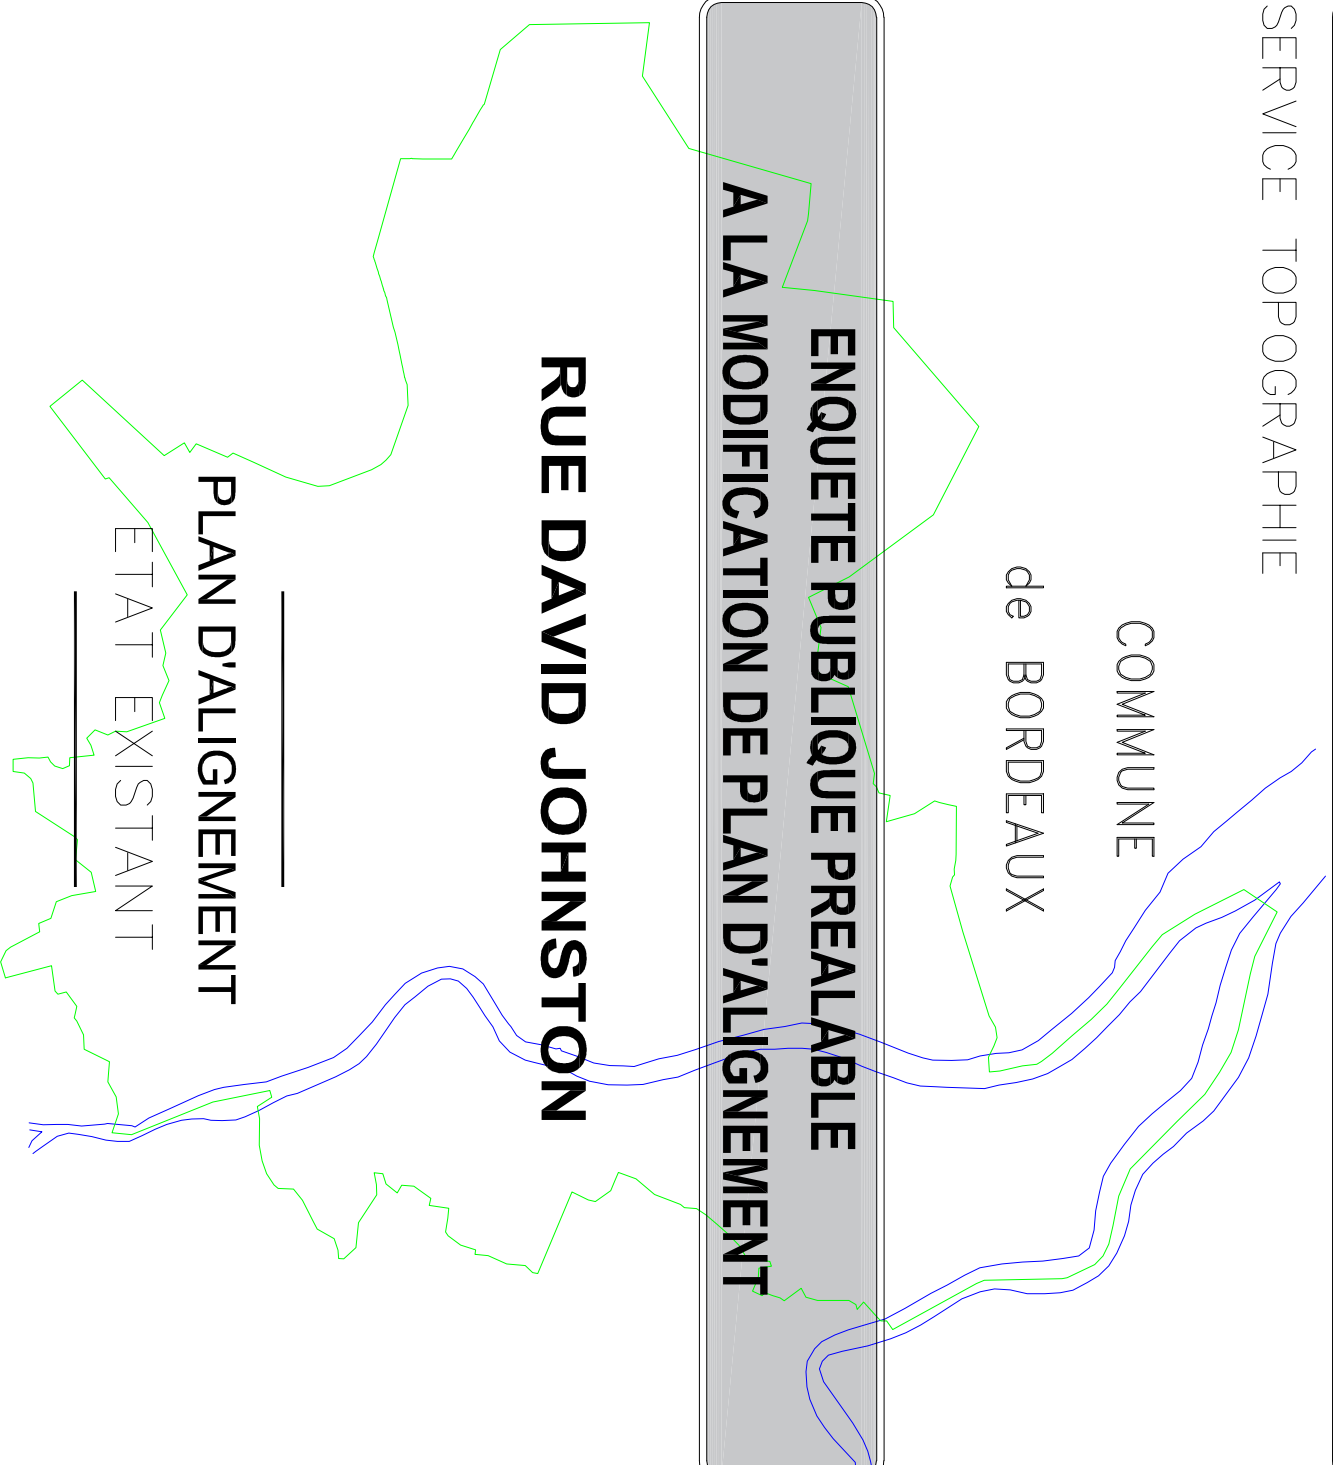 SERVICE TOPOGRAPHIE
COMMUNE
de BORDEAUX
ENQUETE PUBLIQUE PREALABLE
A LA MODIFICATION DE PLAN D'ALIGNEMENT
RUE DAVID JOHNSTON
PLAN D'ALIGNEMENT
ETAT EXISTANT